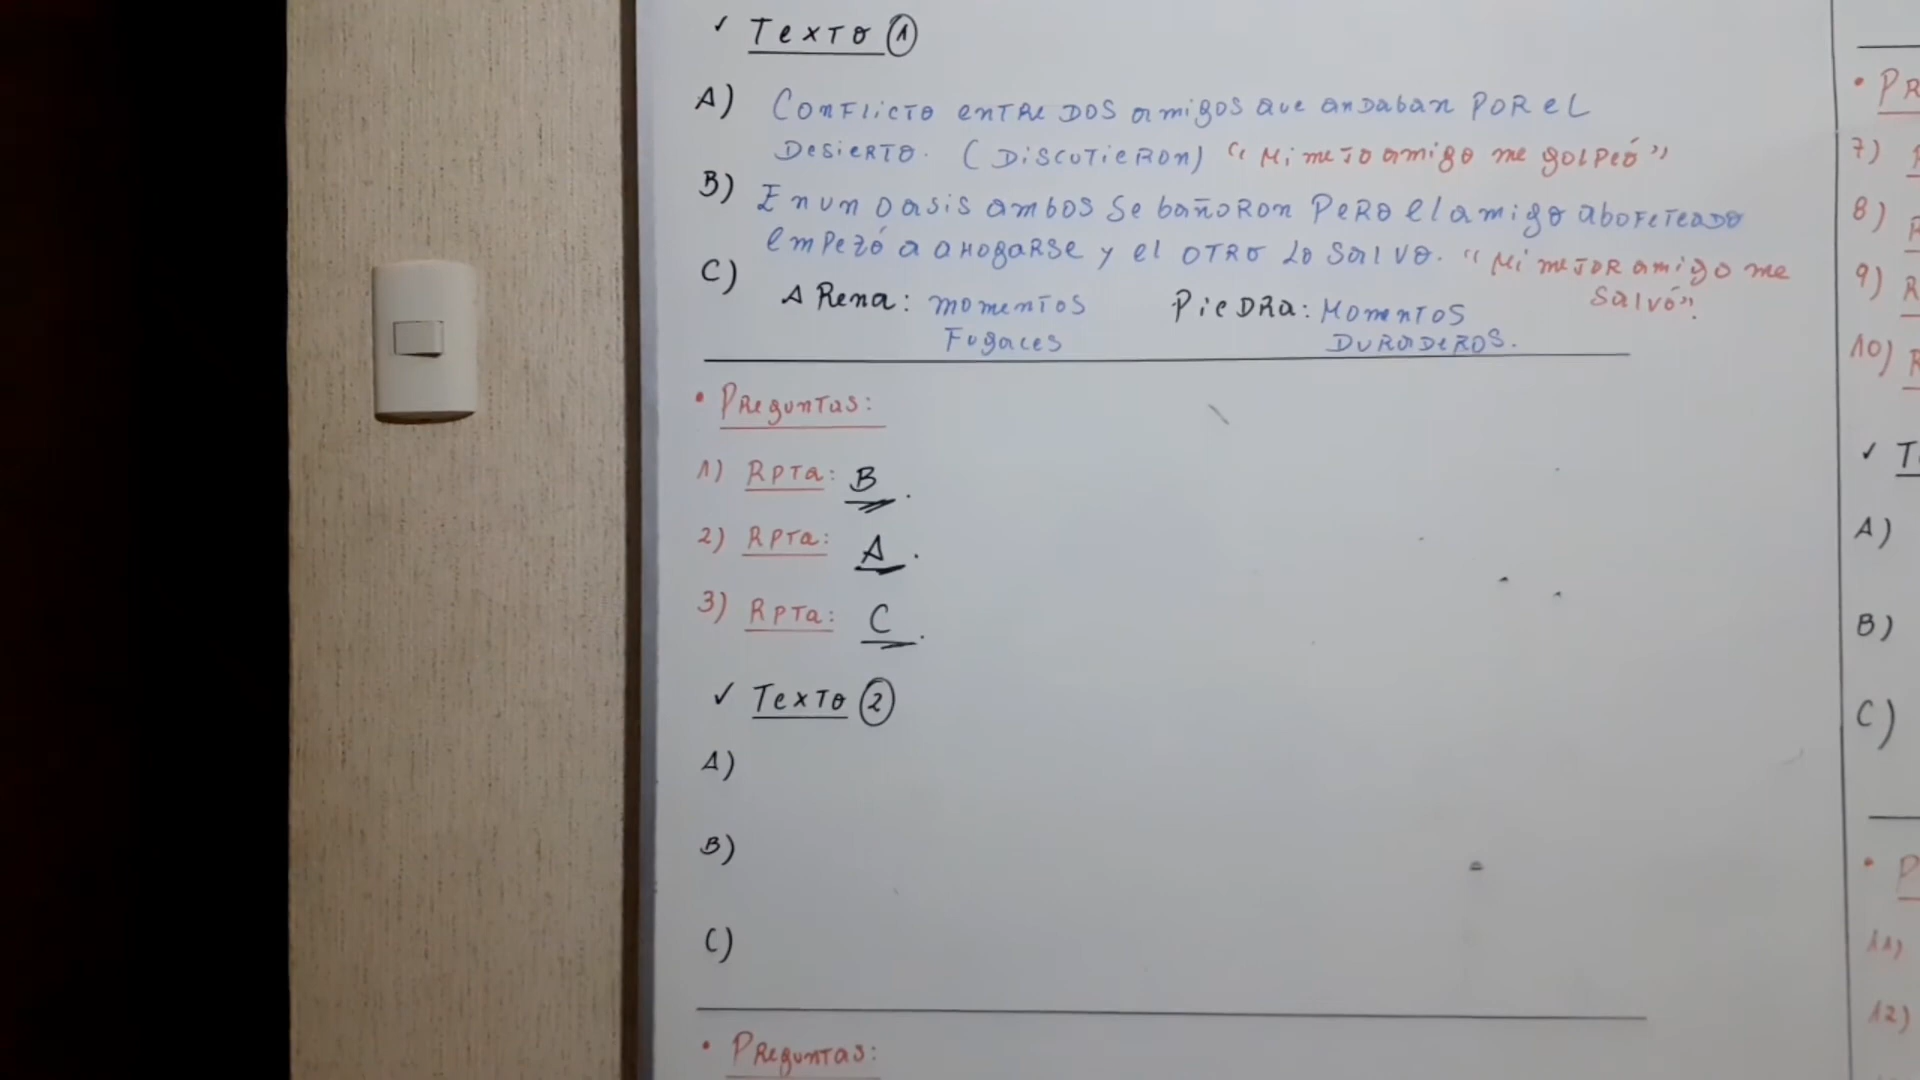 ✓ Texto ①
A) Conflicto entre dos amigos que andaban por el
desierto. (Discutieron) "Mi mejo amigo me golpeó"
B) En un oasis ambos se bañaron pero el amigo abofeteado
empezó a ahogarse y el otro lo salvo. "Mi mejor amigo me
salvó".
C) Arena: momentos Piedra: Momentos
Fugaces Duraderos.
• Preguntas:
1) Rpta: B.
2) Rpta: A.
3) Rpta: C.
✓ Texto ②
A)
B)
C)
• Preguntas:
• Pr
7)
8)
9) R
10) R
✓ T
A)
B)
C)
• P
11)
12)